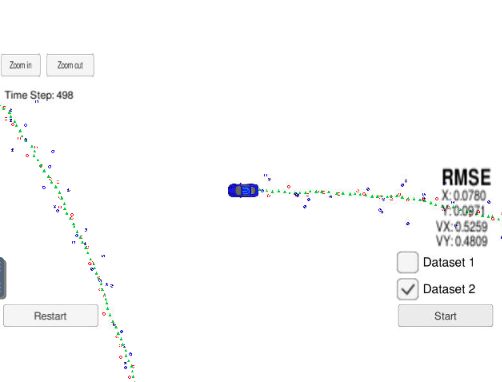 Zoom in
Zoom out
Time Step: 498
RMSE
X: 0.0780
Y: 0.0971
VX: 0.5259
VY: 0.4809
Dataset 1
Dataset 2
Restart
Start